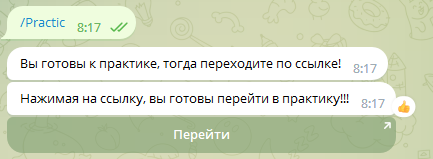 /Practic 8:17
Вы готовы к практике, тогда переходите по ссылке! 8:17
Нажимая на ссылку, вы готовы перейти в практику!!! 8:17
Перейти